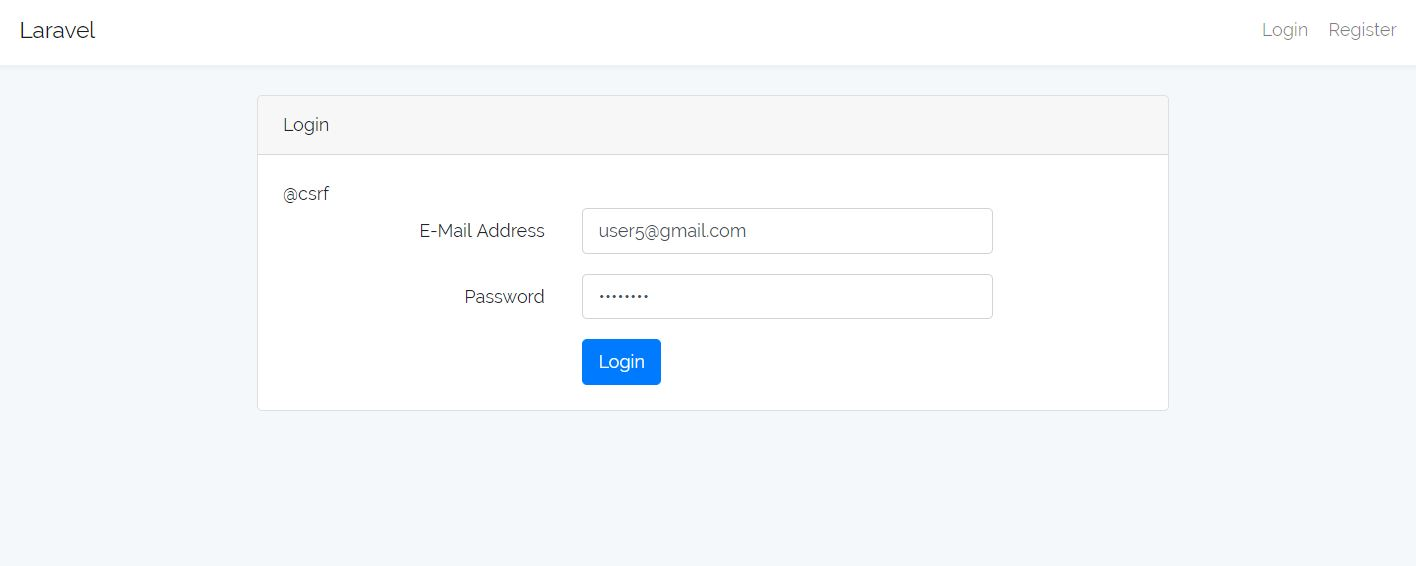 Laravel
Login Register
Login
@csrf
E-Mail Address user5@gmail.com
Password ••••••••
Login